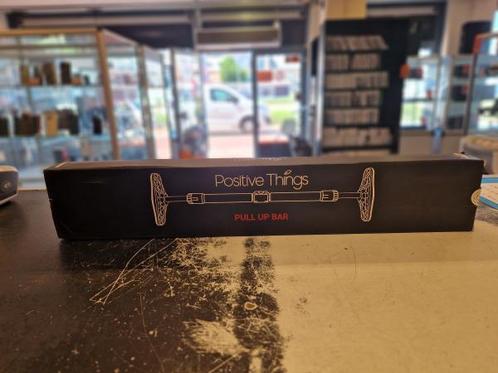 Positive Things
PULL UP BAR